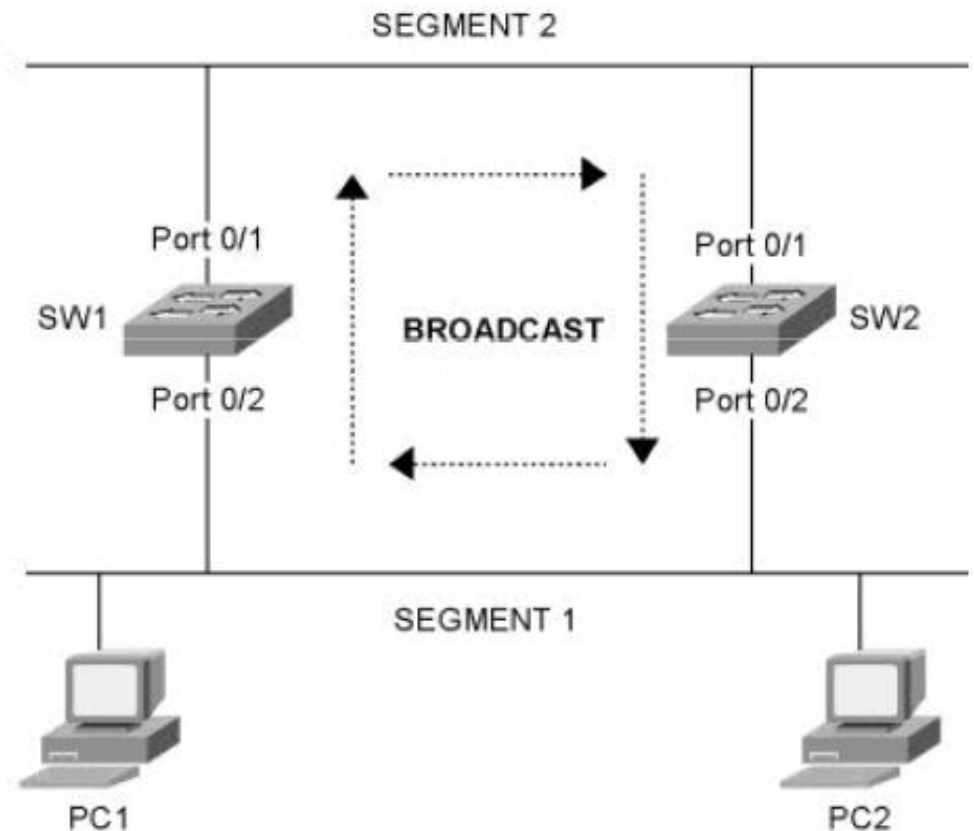 SEGMENT 2
Port 0/1
Port 0/1
SW1
BROADCAST
SW2
Port 0/2
Port 0/2
SEGMENT 1
PC1
PC2